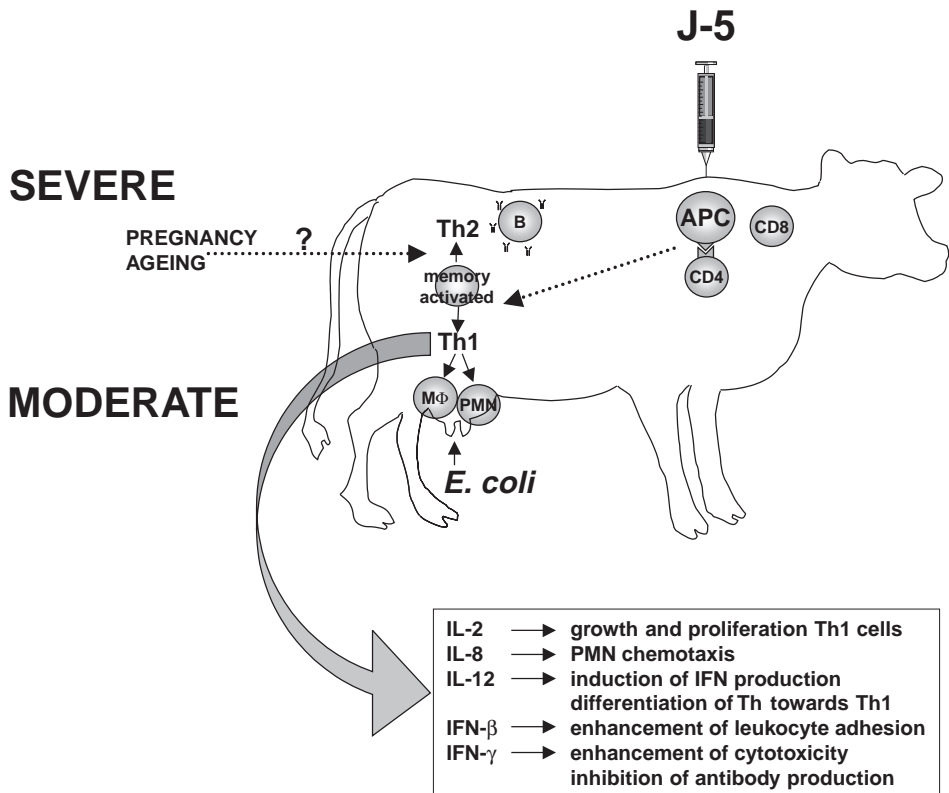 J-5
SEVERE
APC
CD8
B
Th2
PREGNANCY ?
AGEING
CD4
memory
activated
Th1
MODERATE
MΦ
PMN
E. coli
IL-2 growth and proliferation Th1 cells
IL-8 PMN chemotaxis
IL-12 induction of IFN production
differentiation of Th towards Th1
IFN-β enhancement of leukocyte adhesion
IFN-γ enhancement of cytotoxicity
inhibition of antibody production